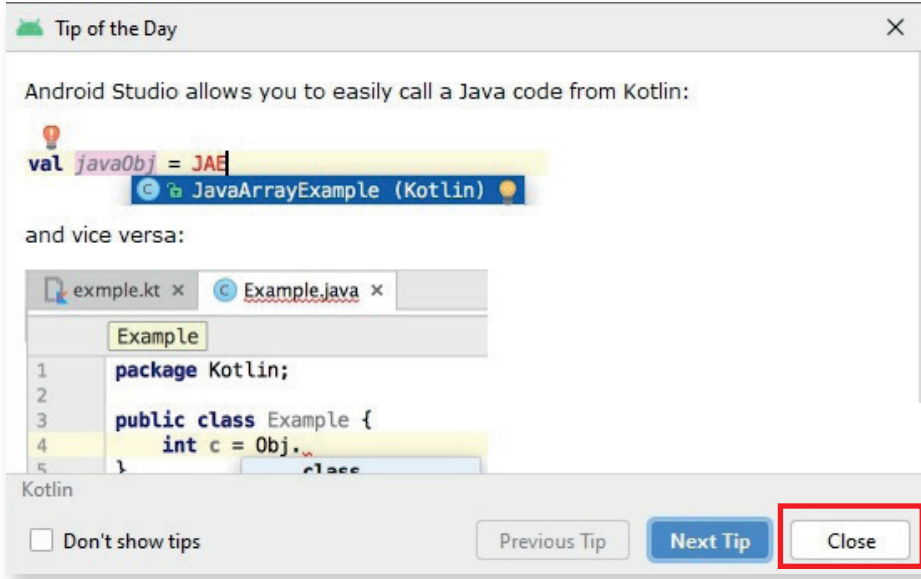 Tip of the Day
Android Studio allows you to easily call a Java code from Kotlin:
val javaObj = JAE
C JavaArrayExample (Kotlin)
and vice versa:
exmple.kt × C Example.java ×
Example
1 package Kotlin;
2
3 public class Example {
4 int c = Obj.
5 } class
Kotlin
Don't show tips Previous Tip Next Tip Close